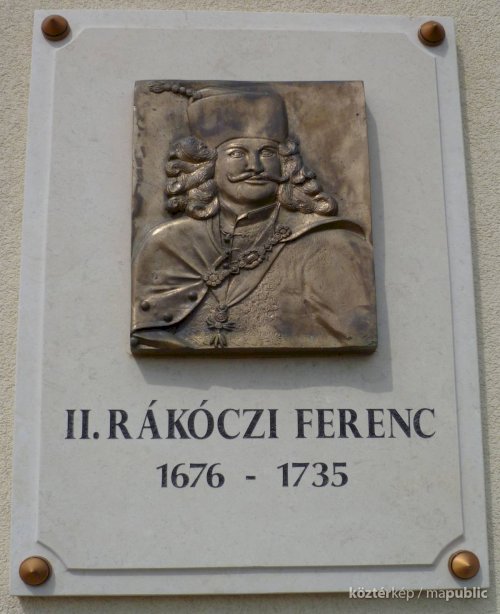 II. RÁKÓCZI FERENC
1676 - 1735
köztérkép / mapublic